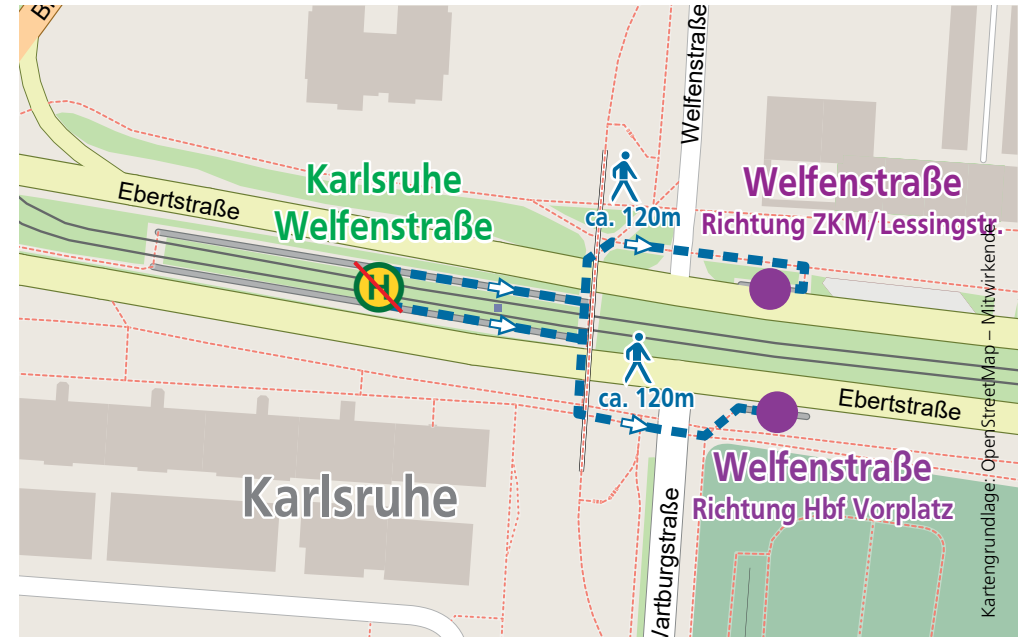 Welfenstraße
Karlsruhe
Welfenstraße
Ebertstraße
H
ca. 120m
Welfenstraße
Richtung ZKM/Lessingstr.
ca. 120m
Ebertstraße
Welfenstraße
Richtung Hbf Vorplatz
Karlsruhe
Kartengrundlage: OpenStreetMap – Mitwirkende